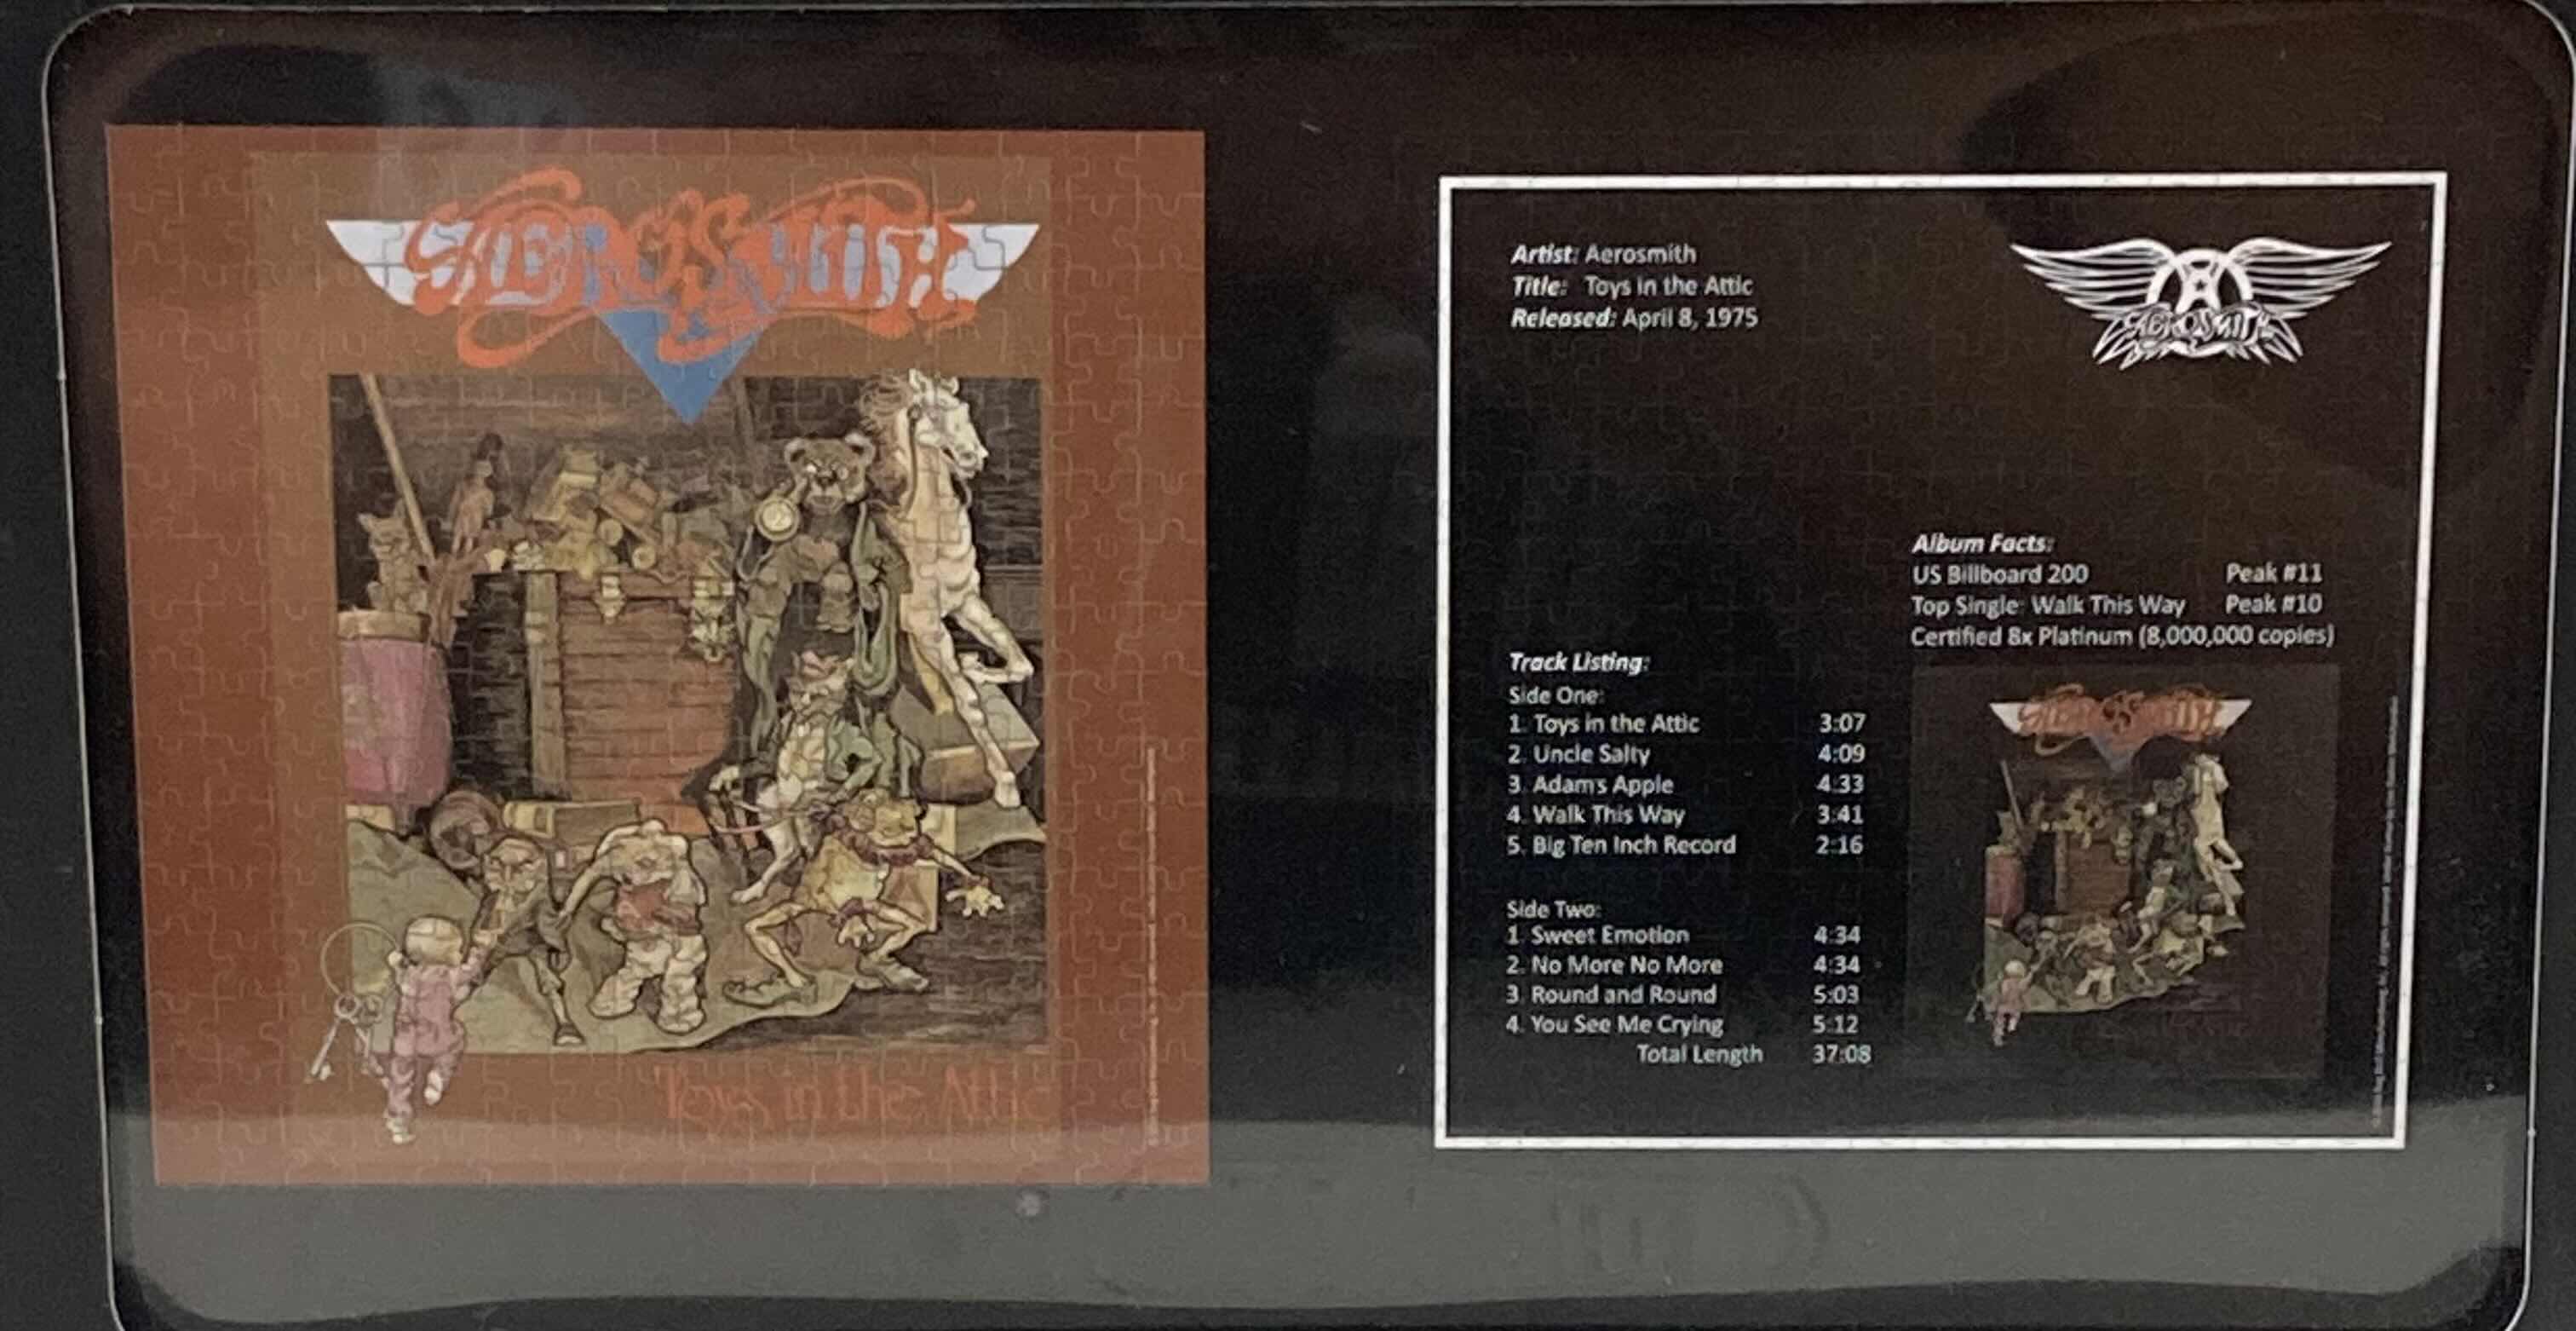 AEROSMITH
Toys in the Attic
Artist: Aerosmith
Title: Toys in the Attic
Released: April 8, 1975
AEROSMITH
Album Facts:
US Billboard 200 Peak #11
Top Single: Walk This Way Peak #10
Certified 8x Platinum (8,000,000 copies)
Track Listing:
Side One:
1. Toys in the Attic 3:07
2. Uncle Salty 4:09
3. Adam's Apple 4:33
4. Walk This Way 3:41
5. Big Ten Inch Record 2:16
Side Two:
1. Sweet Emotion 4:34
2. No More No More 4:34
3. Round and Round 5:03
4. You See Me Crying 5:12
Total Length 37:08
AEROSMITH